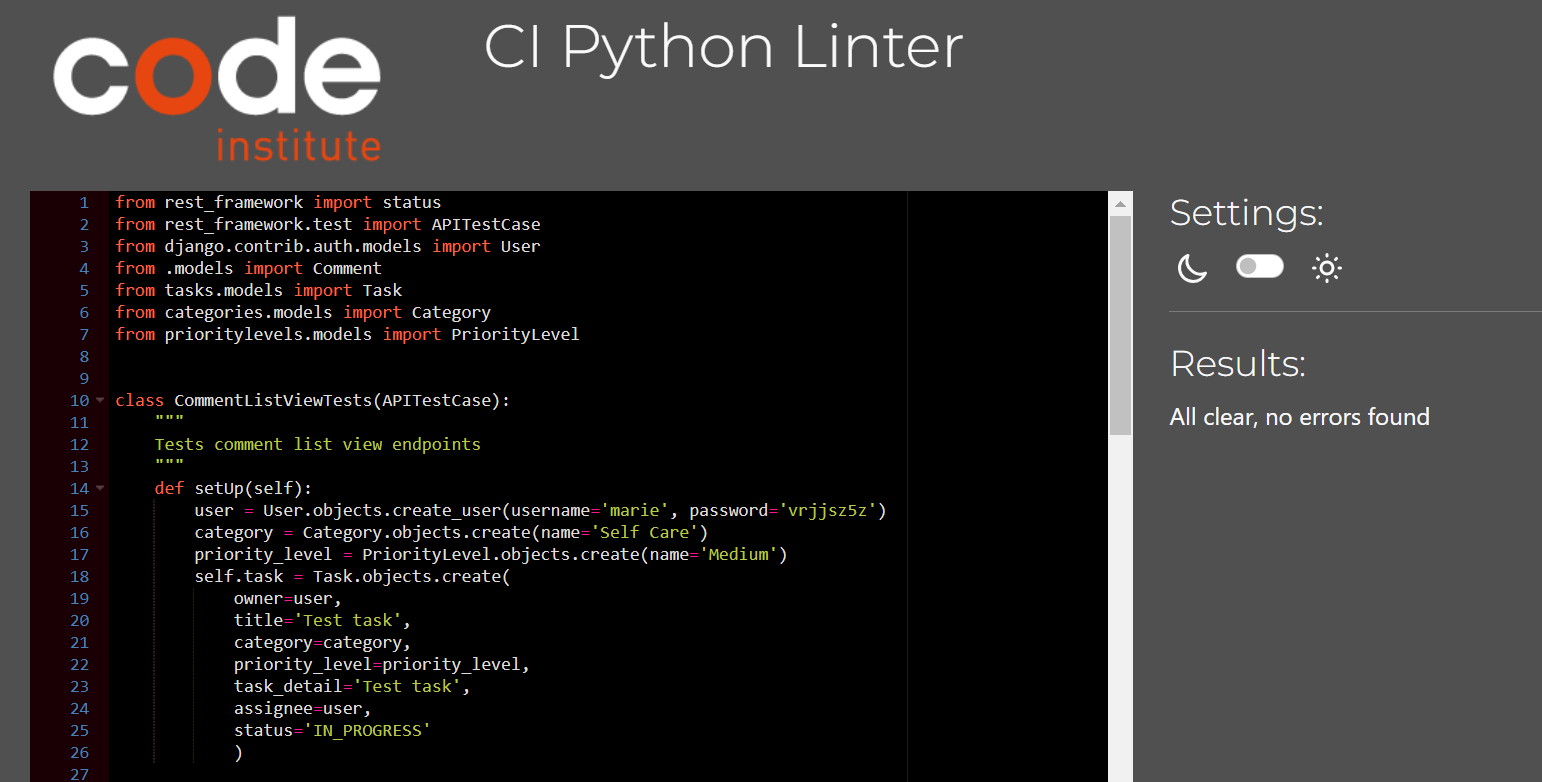 code
institute
CI Python Linter
1 from rest_framework import status
2 from rest_framework.test import APITestCase
3 from django.contrib.auth.models import User
4 from .models import Comment
5 from tasks.models import Task
6 from categories.models import Category
7 from prioritylevels.models import PriorityLevel
8
9
10 class CommentListViewTests(APITestCase):
11     """
12     Tests comment list view endpoints
13     """
14     def setUp(self):
15         user = User.objects.create_user(username='marie', password='vrjjsz5z')
16         category = Category.objects.create(name='Self Care')
17         priority_level = PriorityLevel.objects.create(name='Medium')
18         self.task = Task.objects.create(
19             owner=user,
20             title='Test task',
21             category=category,
22             priority_level=priority_level,
23             task_detail='Test task',
24             assignee=user,
25             status='IN_PROGRESS'
26             )
27
Settings:
Results:
All clear, no errors found